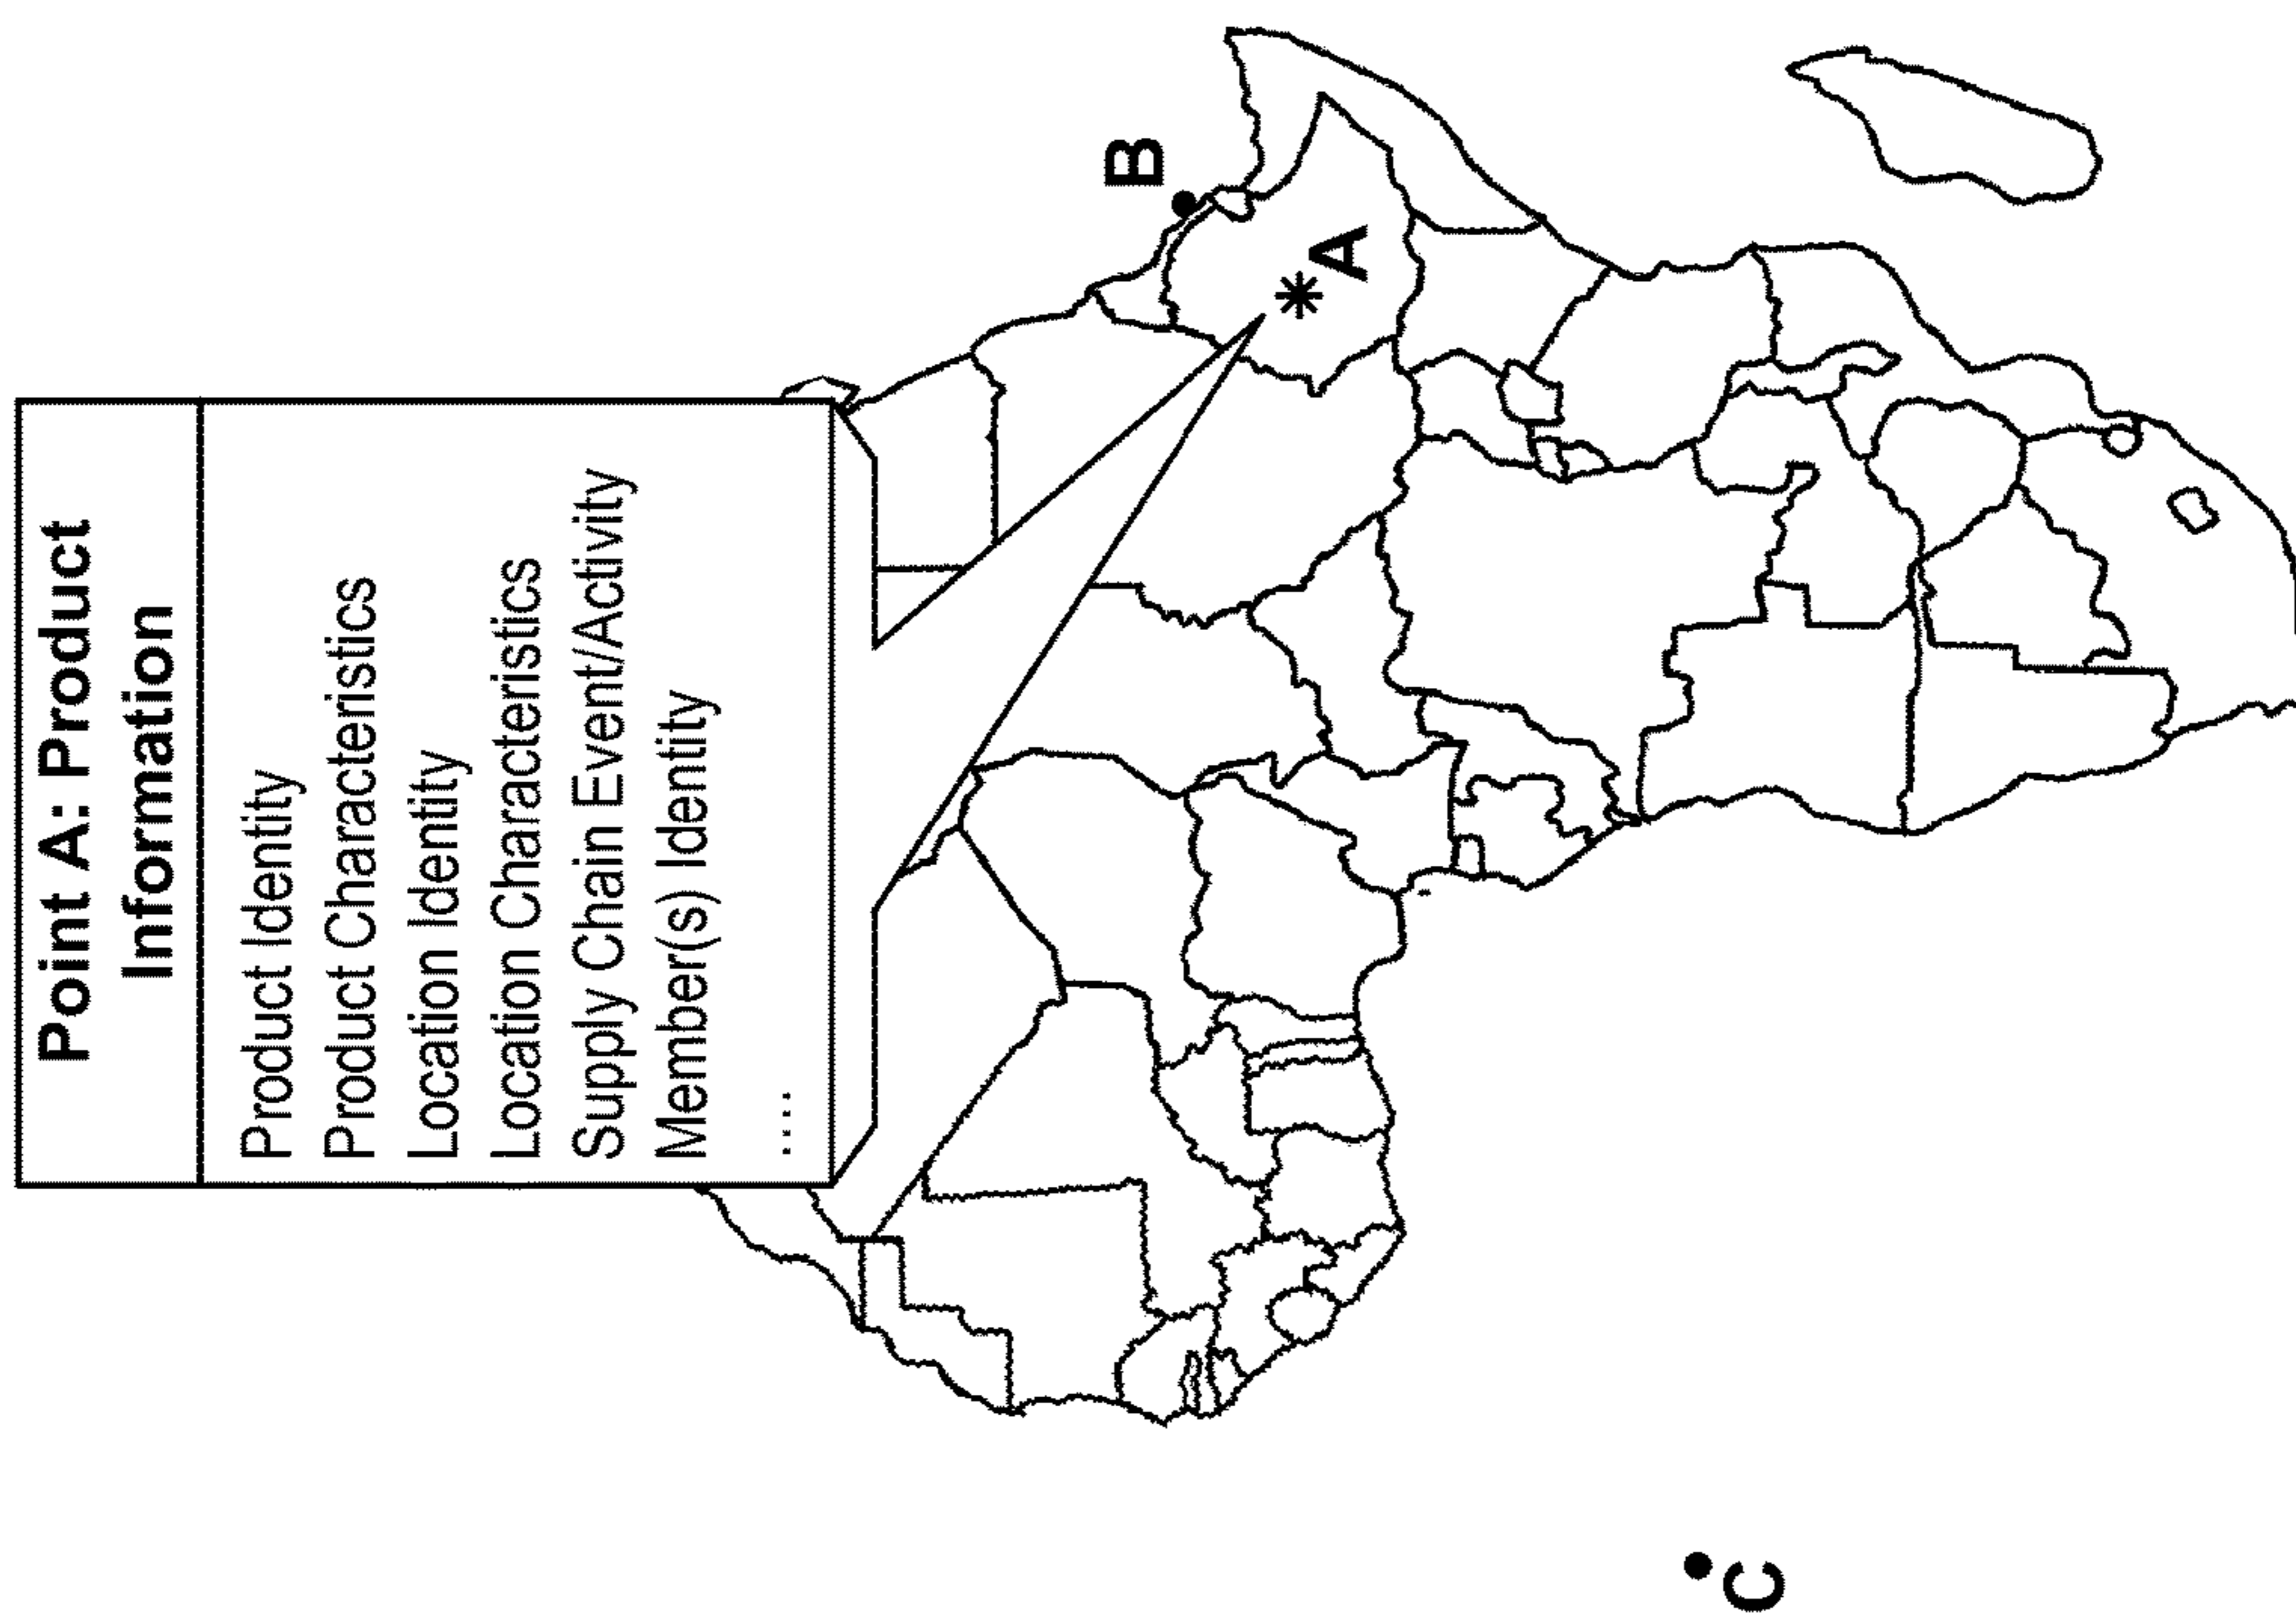 Point A: Product
Information
Product Identity
Product Characteristics
Location Identity
Location Characteristics
Supply Chain Event/Activity
Member(s) Identity
....
B
A
C